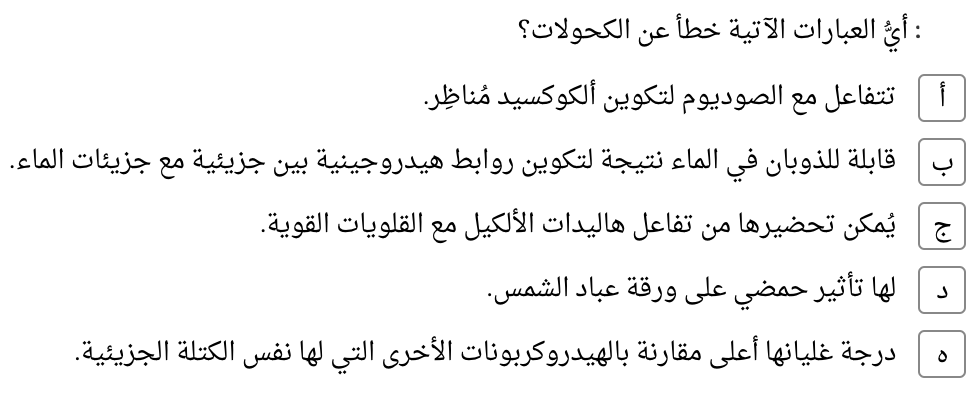 : أيُّ العبارات الآتية خطأ عن الكحولات؟
أ تتفاعل مع الصوديوم لتكوين ألكوكسيد مُناظِر.
ب قابلة للذوبان في الماء نتيجة لتكوين روابط هيدروجينية بين جزيئية مع جزيئات الماء.
ج يُمكن تحضيرها من تفاعل هاليدات الألكيل مع القلويات القوية.
د لها تأثير حمضي على ورقة عباد الشمس.
ه درجة غليانها أعلى مقارنة بالهيدروكربونات الأخرى التي لها نفس الكتلة الجزيئية.